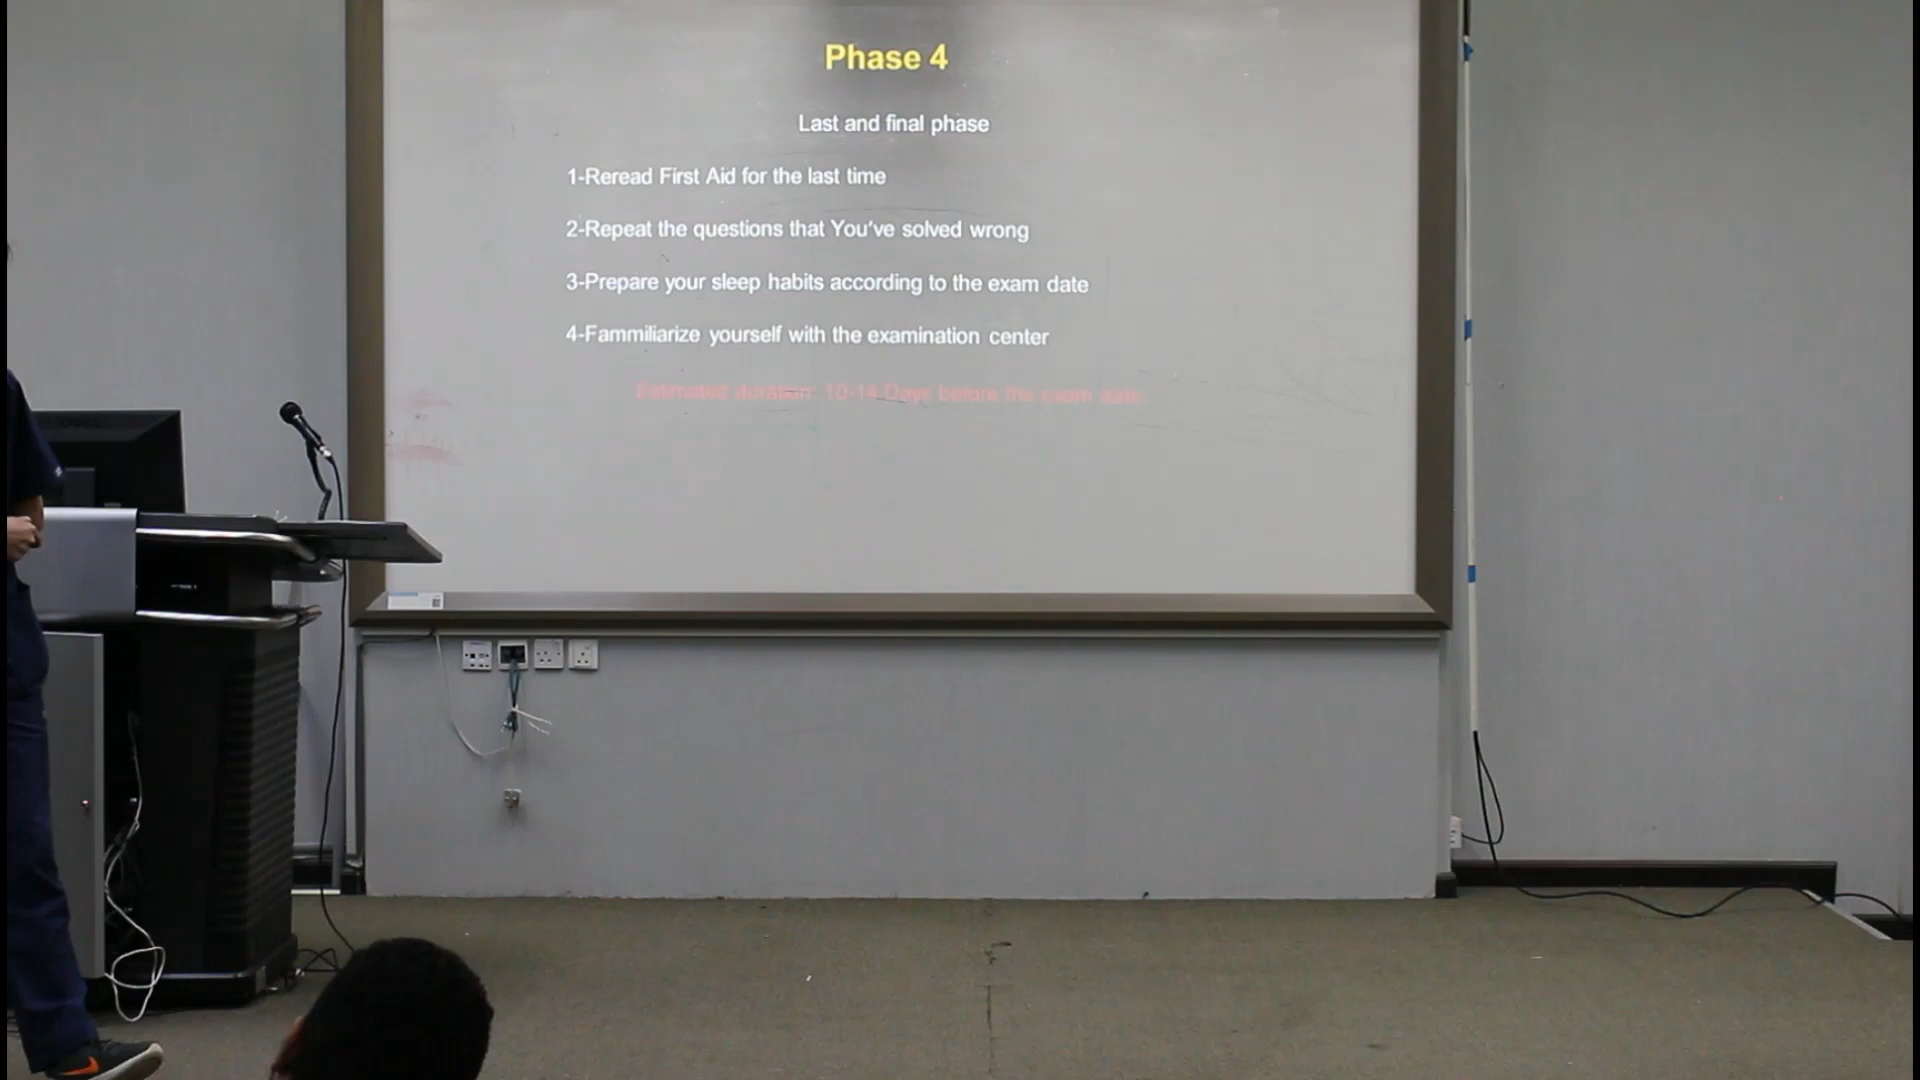 Phase 4
Last and final phase
1-Reread First Aid for the last time
2-Repeat the questions that You've solved wrong
3-Prepare your sleep habits according to the exam date
4-Fammiliarize yourself with the examination center
Estimated duration: 10-14 Days before the exam date